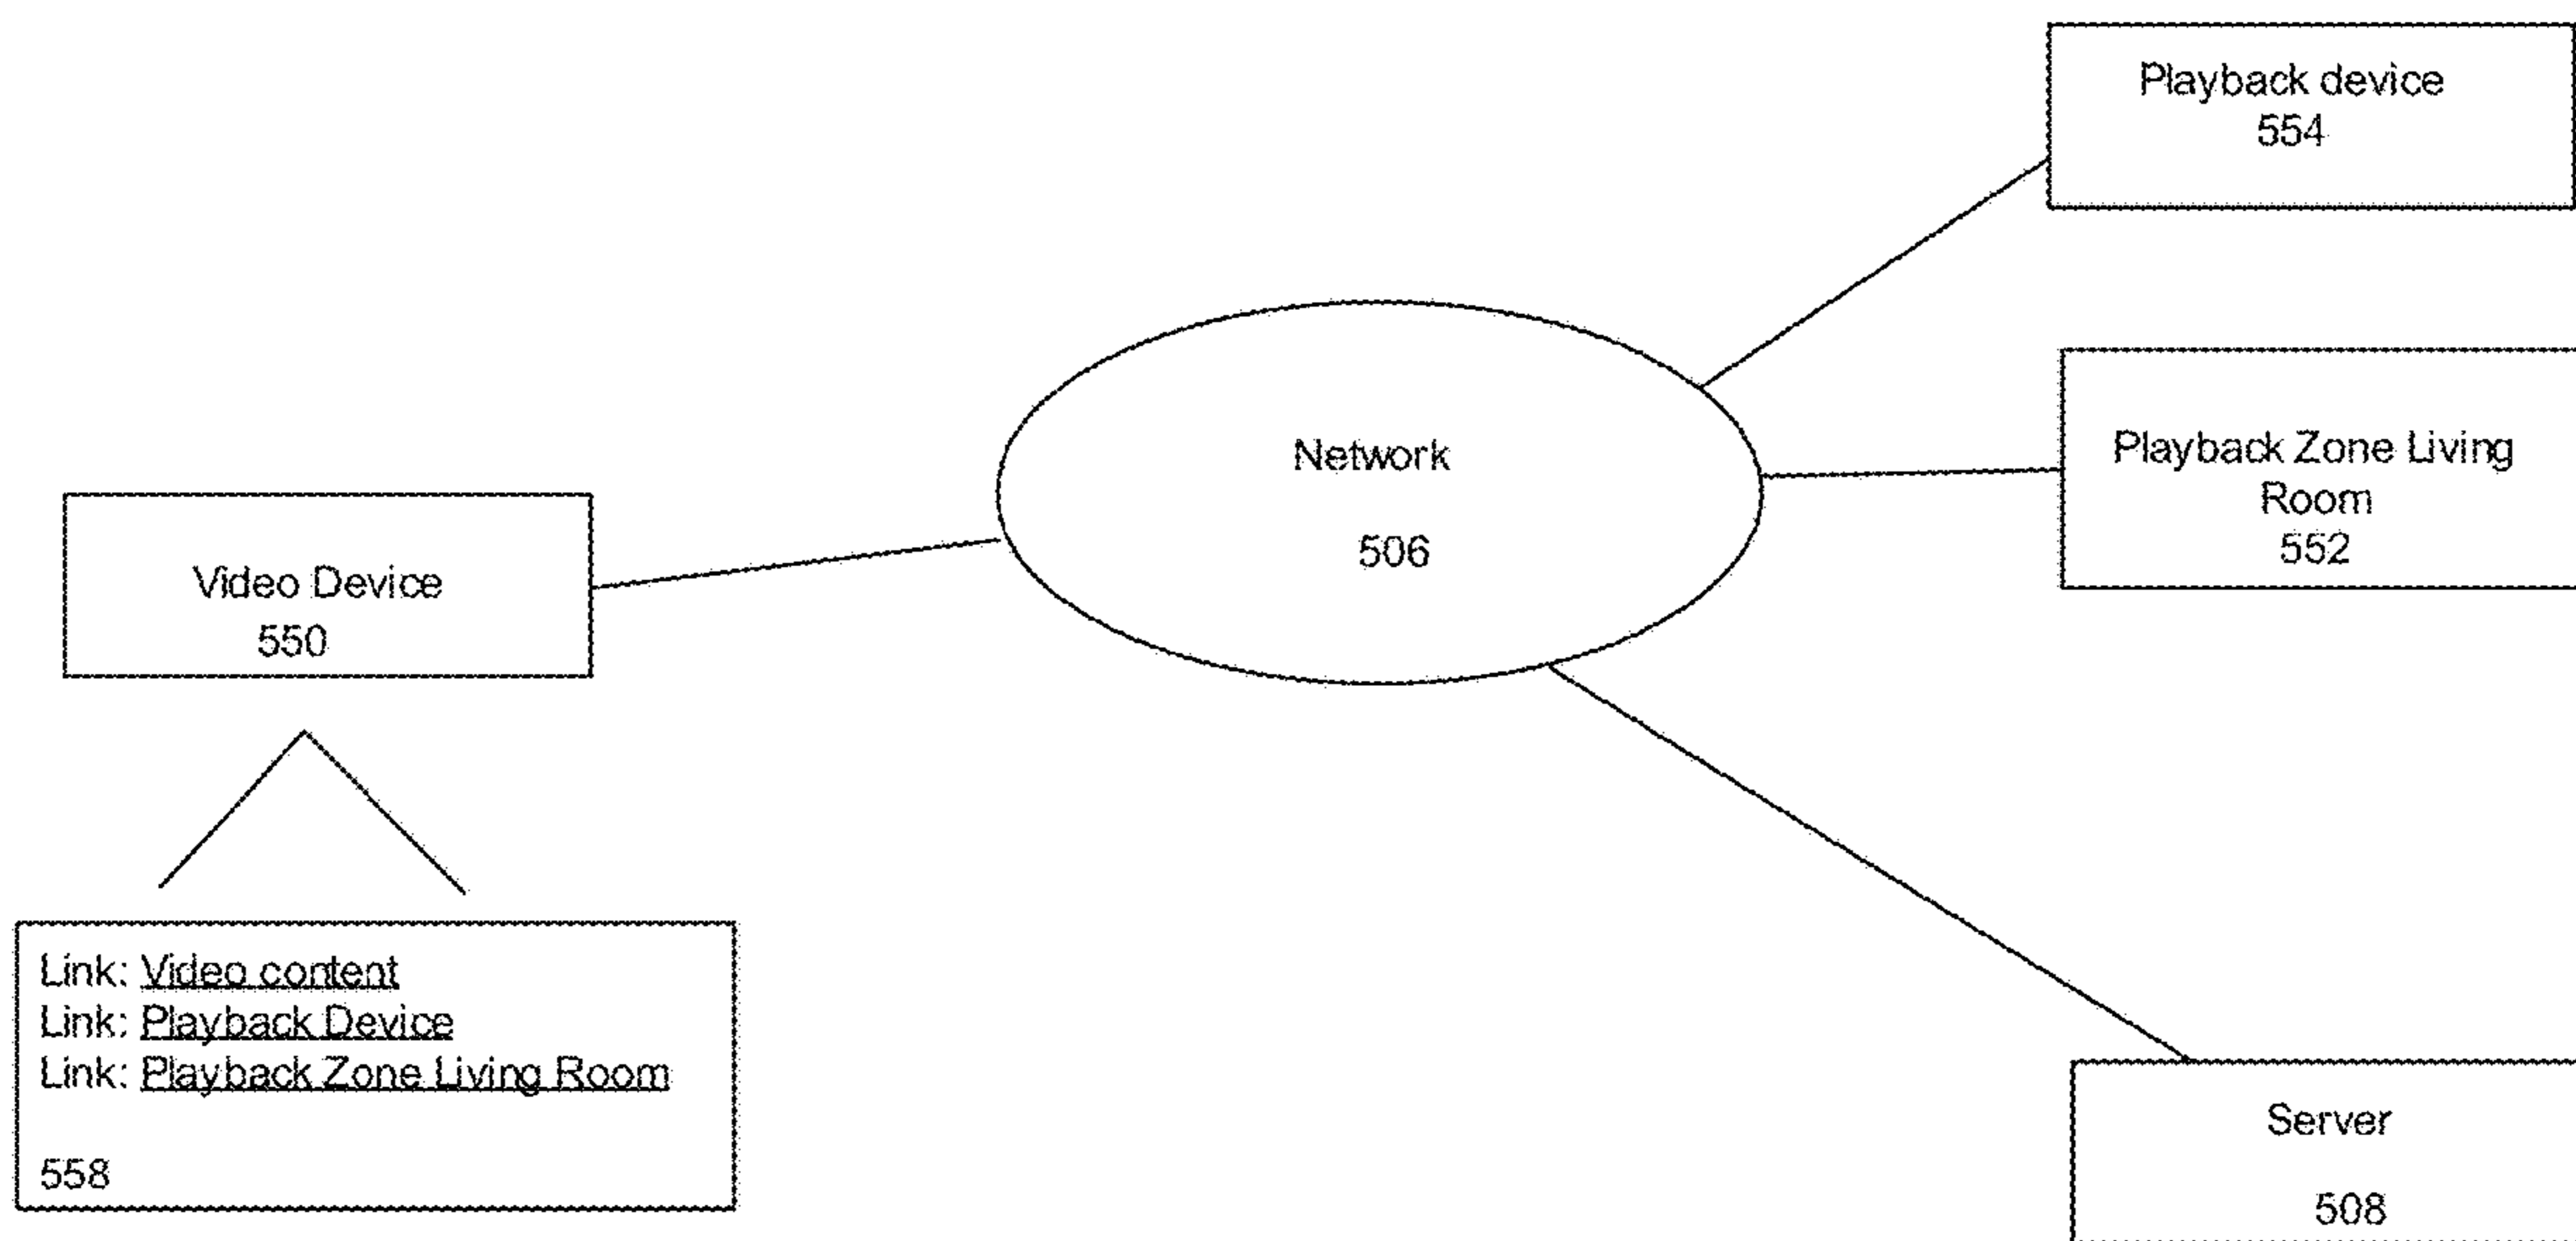 Playback device
554
Network
506
Playback Zone Living
Room
552
Video Device
550
Link: Video content
Link: Playback Device
Link: Playback Zone Living Room
558
Server
508